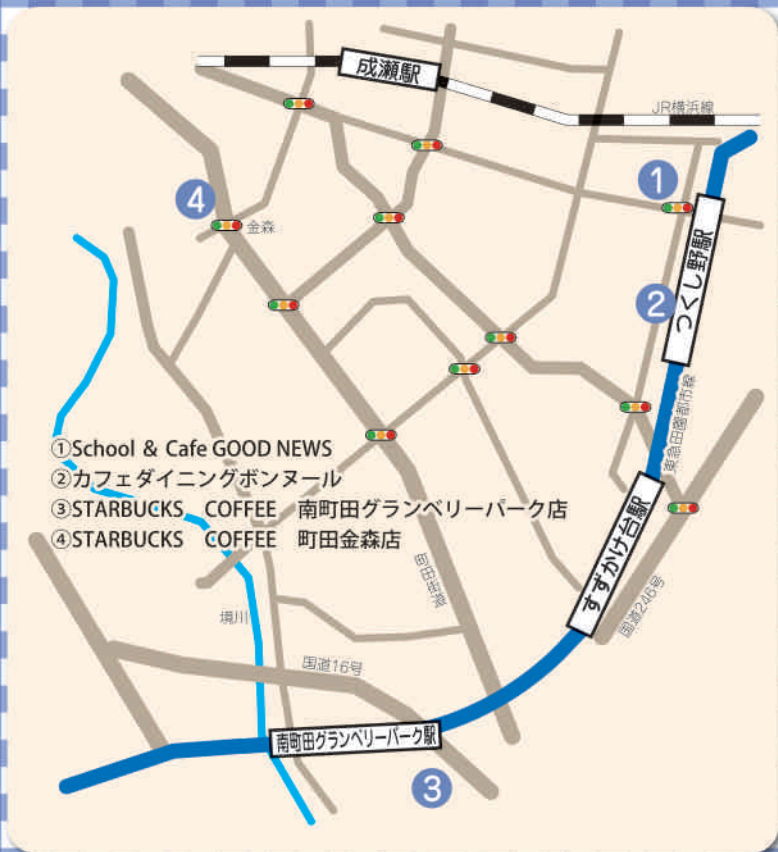 成瀬駅
JR横浜線
1
4
金森
つくし野駅
2
東急田園都市線
①School & Cafe GOOD NEWS
②カフェダイニングボンヌール
③STARBUCKS COFFEE 南町田グランベリーパーク店
④STARBUCKS COFFEE 町田金森店
すずかけ台駅
町田街道
国道246号
境川
国道16号
南町田グランベリーパーク駅
3